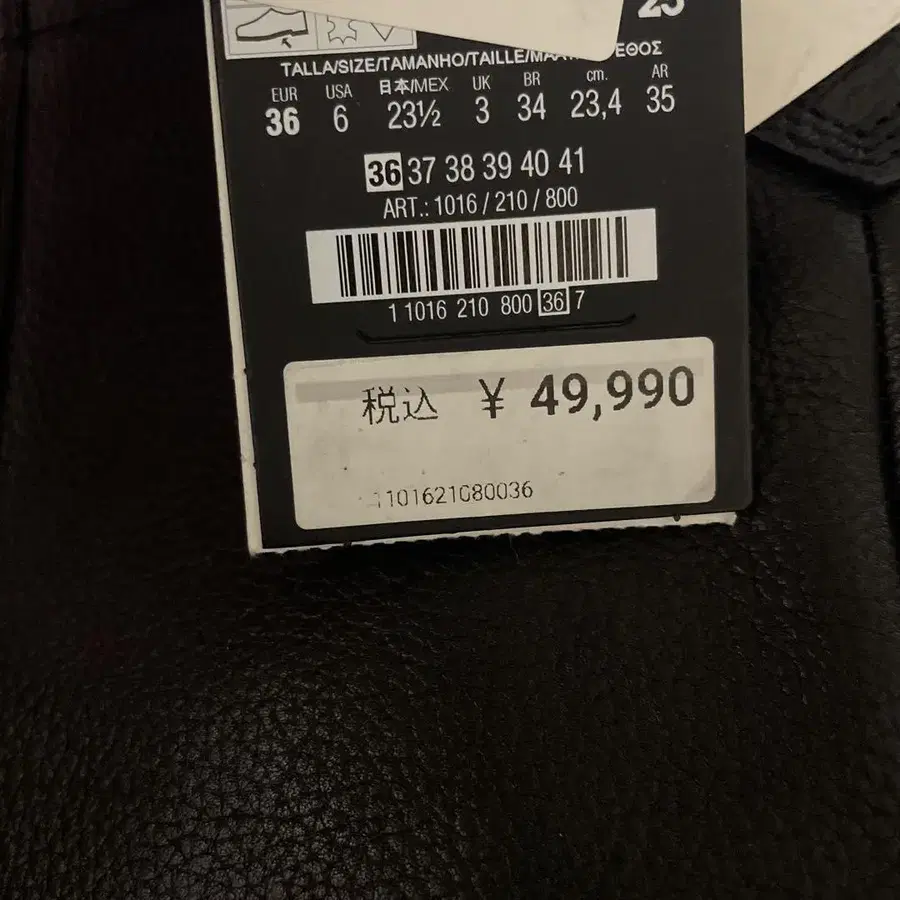 TALLA/SIZE/TAMANHO/TAILLE/
EUR USA 日本/MEX UK BR cm. AR
36 6 23½ 3 34 23,4 35
36 37 38 39 40 41
ART.: 1016 / 210 / 800
1 1016 210 800 36 7
税込 ¥ 49,990
1101621080036